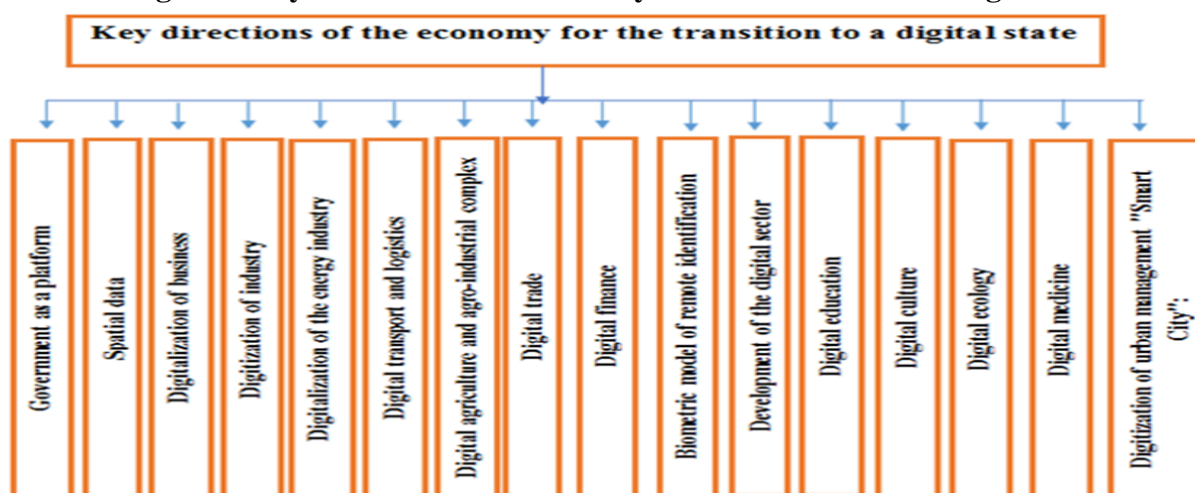 Key directions of the economy for the transition to a digital state
Government as a platform
Spatial data
Digitalization of business
Digitization of industry
Digitalization of the energy industry
Digital transport and logistics
Digital agriculture and agro-industrial complex
Digital trade
Digital finance
Biometric model of remote identification
Development of the digital sector
Digital education
Digital culture
Digital ecology
Digital medicine
Digitization of urban management "Smart
City":